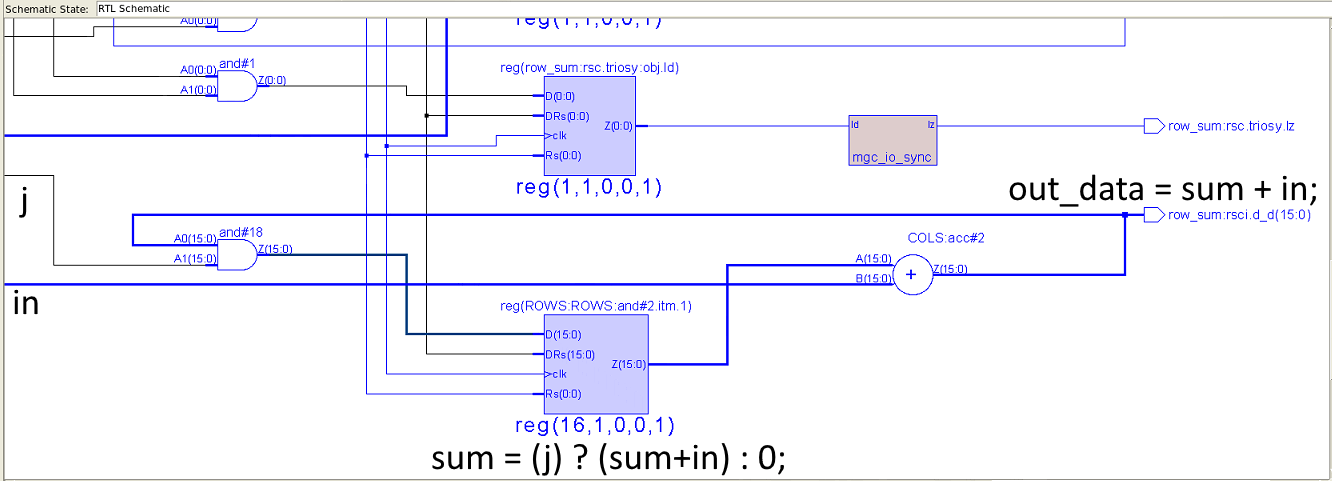 Schematic State: RTL Schematic
A0(0:0)
reg(1,1,0,0,1)
and#1
A0(0:0)
A1(0:0)
Z(0:0)
reg(row_sum:rsc.triosy:obj.ld)
D(0:0)
DRs(0:0)
>clk
Rs(0:0)
Z(0:0)
reg(1,1,0,0,1)
ld
lz
mgc_io_sync
row_sum:rsc.triosy.lz
j
out_data = sum + in;
row_sum:rsci.d_d(15:0)
and#18
A0(15:0)
A1(15:0)
Z(15:0)
COLS:acc#2
A(15:0)
B(15:0)
+
Z(15:0)
in
reg(ROWS:ROWS:and#2.itm.1)
D(15:0)
DRs(15:0)
>clk
Rs(0:0)
Z(15:0)
reg(16,1,0,0,1)
sum = (j) ? (sum+in) : 0;